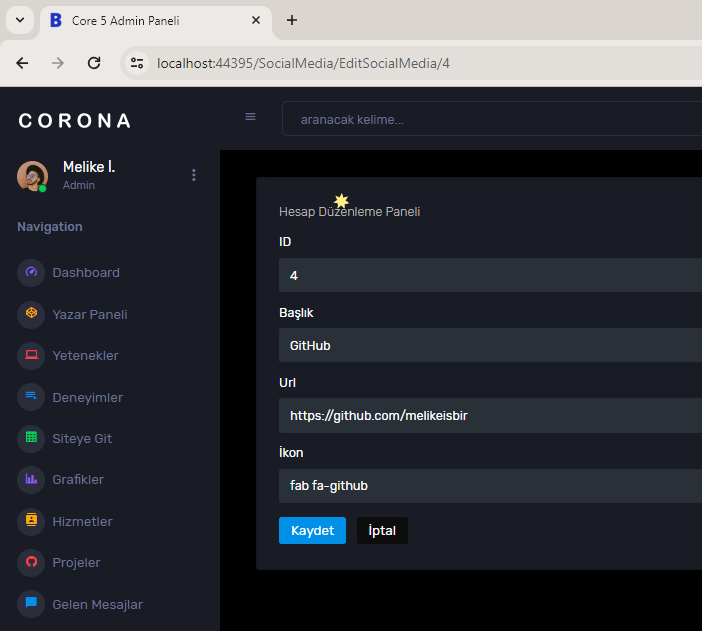 Core 5 Admin Paneli
localhost:44395/SocialMedia/EditSocialMedia/4
CORONA
aranacak kelime...
Melike İ.
Admin
Navigation
Dashboard
Yazar Paneli
Yetenekler
Deneyimler
Siteye Git
Grafikler
Hizmetler
Projeler
Gelen Mesajlar
Hesap Düzenleme Paneli
ID
4
Başlık
GitHub
Url
https://github.com/melikeisbir
İkon
fab fa-github
Kaydet
İptal